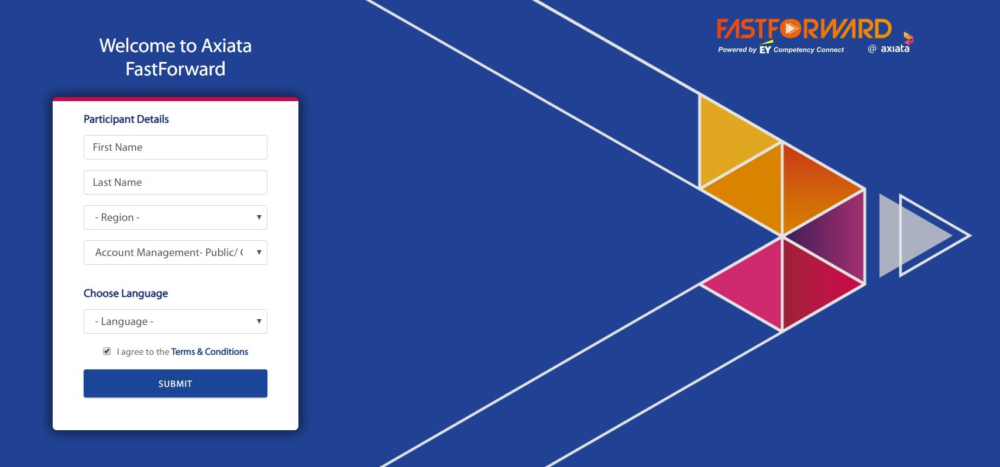 Welcome to Axiata
FastForward
FASTFORWARD
Powered by EY Competency Connect @ axiata
Participant Details
First Name
Last Name
- Region -
Account Management- Public/
Choose Language
- Language -
I agree to the Terms & Conditions
SUBMIT